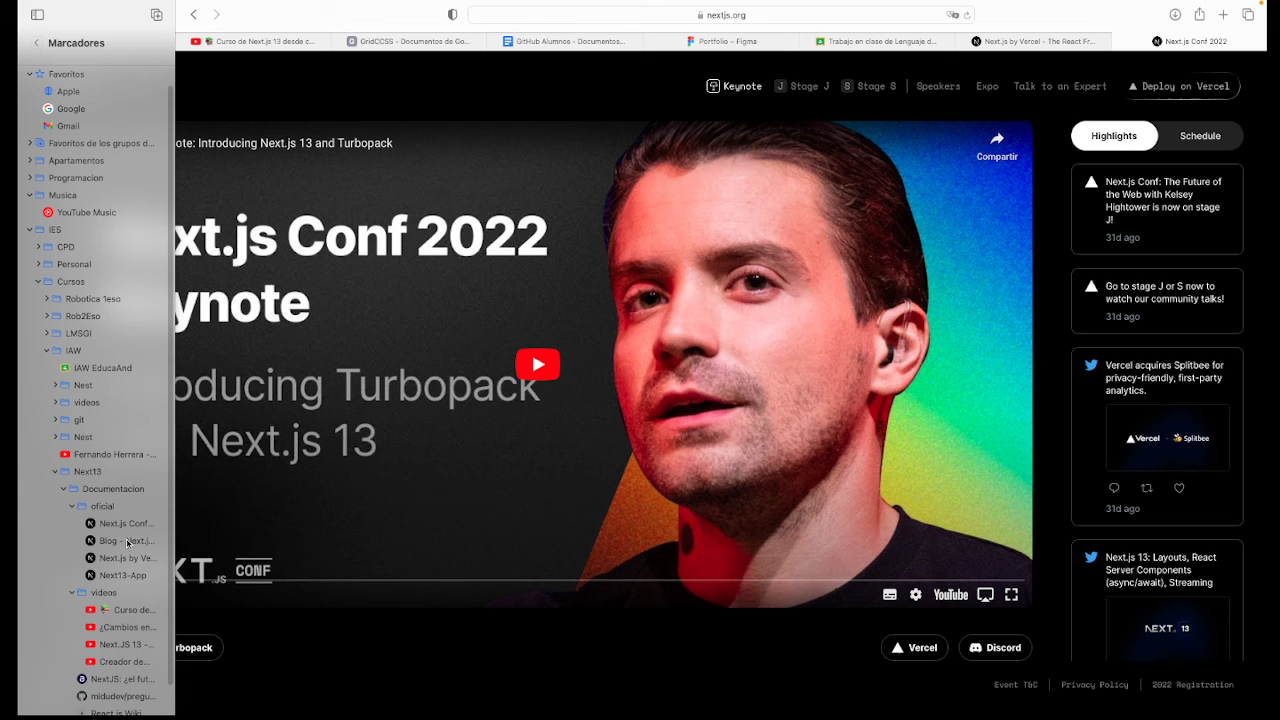 nextjs.org
Marcadores
Curso de Next.js 13 desde c...
GridCCSS - Documentos de Go...
GitHub Alumnos - Documentos...
Portfolio – Figma
Trabajo en clase de Lenguaje d...
Next.js by Vercel - The React Fr...
Next.js Conf 2022
Favoritos
Apple
Google
Gmail
Favoritos de los grupos d...
Apartamentos
Programacion
Musica
YouTube Music
IES
CPD
Personal
Cursos
Robotica 1eso
Rob2Eso
LMSGI
IAW
IAW EducaAnd
Nest
videos
git
Nest
Fernando Herrera -...
Next13
Documentacion
oficial
Next.js Conf...
Blog - Next.j...
Next.js by Ve...
Next13-App
videos
Curso de...
¿Cambios en...
Next.JS 13 -...
Creador de...
NextJS: ¿el fut...
midudev/pregu...
React.js Wiki
Keynote
J Stage J
S Stage S
Speakers
Expo
Talk to an Expert
Deploy on Vercel
ote: Introducing Next.js 13 and Turbopack
Compartir
xt.js Conf 2022
ynote
oducing Turbopack
Next.js 13
XT.JS CONF
YouTube
rbopack
Vercel
Discord
Highlights
Schedule
Next.js Conf: The Future of
the Web with Kelsey
Hightower is now on stage
J!
31d ago
Go to stage J or S now to
watch our community talks!
31d ago
Vercel acquires Splitbee for
privacy-friendly, first-party
analytics.
Vercel · Splitbee
31d ago
Next.js 13: Layouts, React
Server Components
(async/await), Streaming
NEXT.JS 13
Event T&C
Privacy Policy
2022 Registration